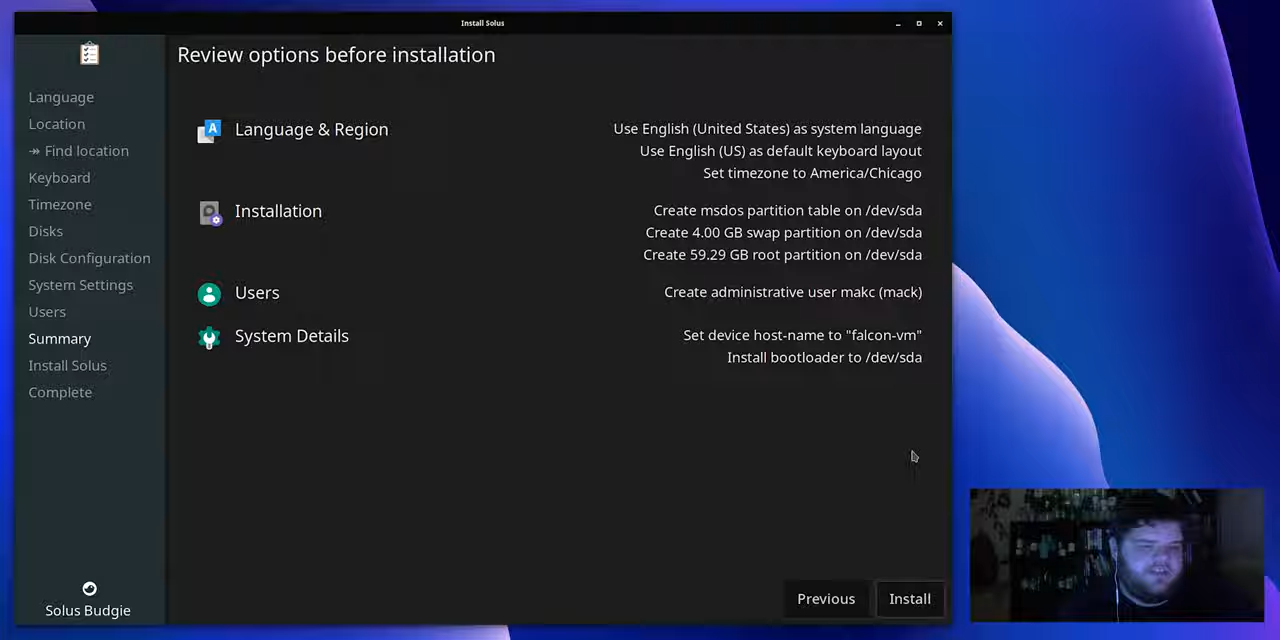 Install Solus
Review options before installation
Language
Location
↠ Find location
Keyboard
Timezone
Disks
Disk Configuration
System Settings
Users
Summary
Install Solus
Complete
Solus Budgie
Language & Region
Use English (United States) as system language
Use English (US) as default keyboard layout
Set timezone to America/Chicago
Installation
Create msdos partition table on /dev/sda
Create 4.00 GB swap partition on /dev/sda
Create 59.29 GB root partition on /dev/sda
Users
Create administrative user makc (mack)
System Details
Set device host-name to "falcon-vm"
Install bootloader to /dev/sda
Previous
Install